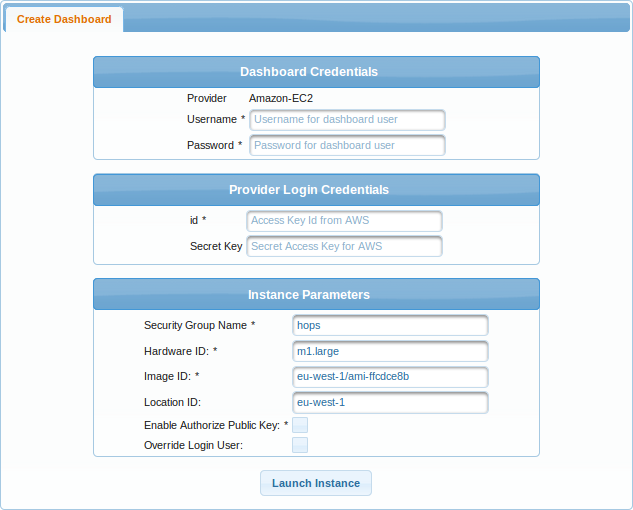 Create Dashboard
Dashboard Credentials
Provider Amazon-EC2
Username * Username for dashboard user
Password * Password for dashboard user
Provider Login Credentials
id * Access Key Id from AWS
Secret Key Secret Access Key for AWS
Instance Parameters
Security Group Name * hops
Hardware ID: * m1.large
Image ID: * eu-west-1/ami-ffcdce8b
Location ID: eu-west-1
Enable Authorize Public Key: *
Override Login User:
Launch Instance